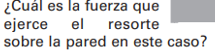 ¿Cuál es la fuerza que
ejerce el resorte
sobre la pared en este caso?